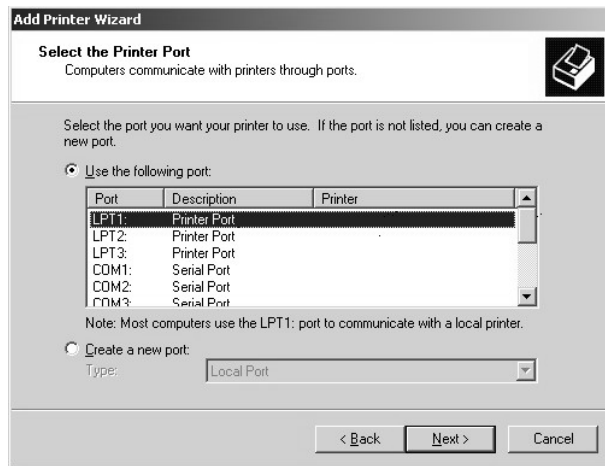 Add Printer Wizard
Select the Printer Port
Computers communicate with printers through ports.
Select the port you want your printer to use. If the port is not listed, you can create a
new port.
Use the following port:
Port Description Printer
LPT1: Printer Port
LPT2: Printer Port
LPT3: Printer Port
COM1: Serial Port
COM2: Serial Port
COM3: Serial Port
Note: Most computers use the LPT1: port to communicate with a local printer.
Create a new port:
Type: Local Port
< Back Next > Cancel